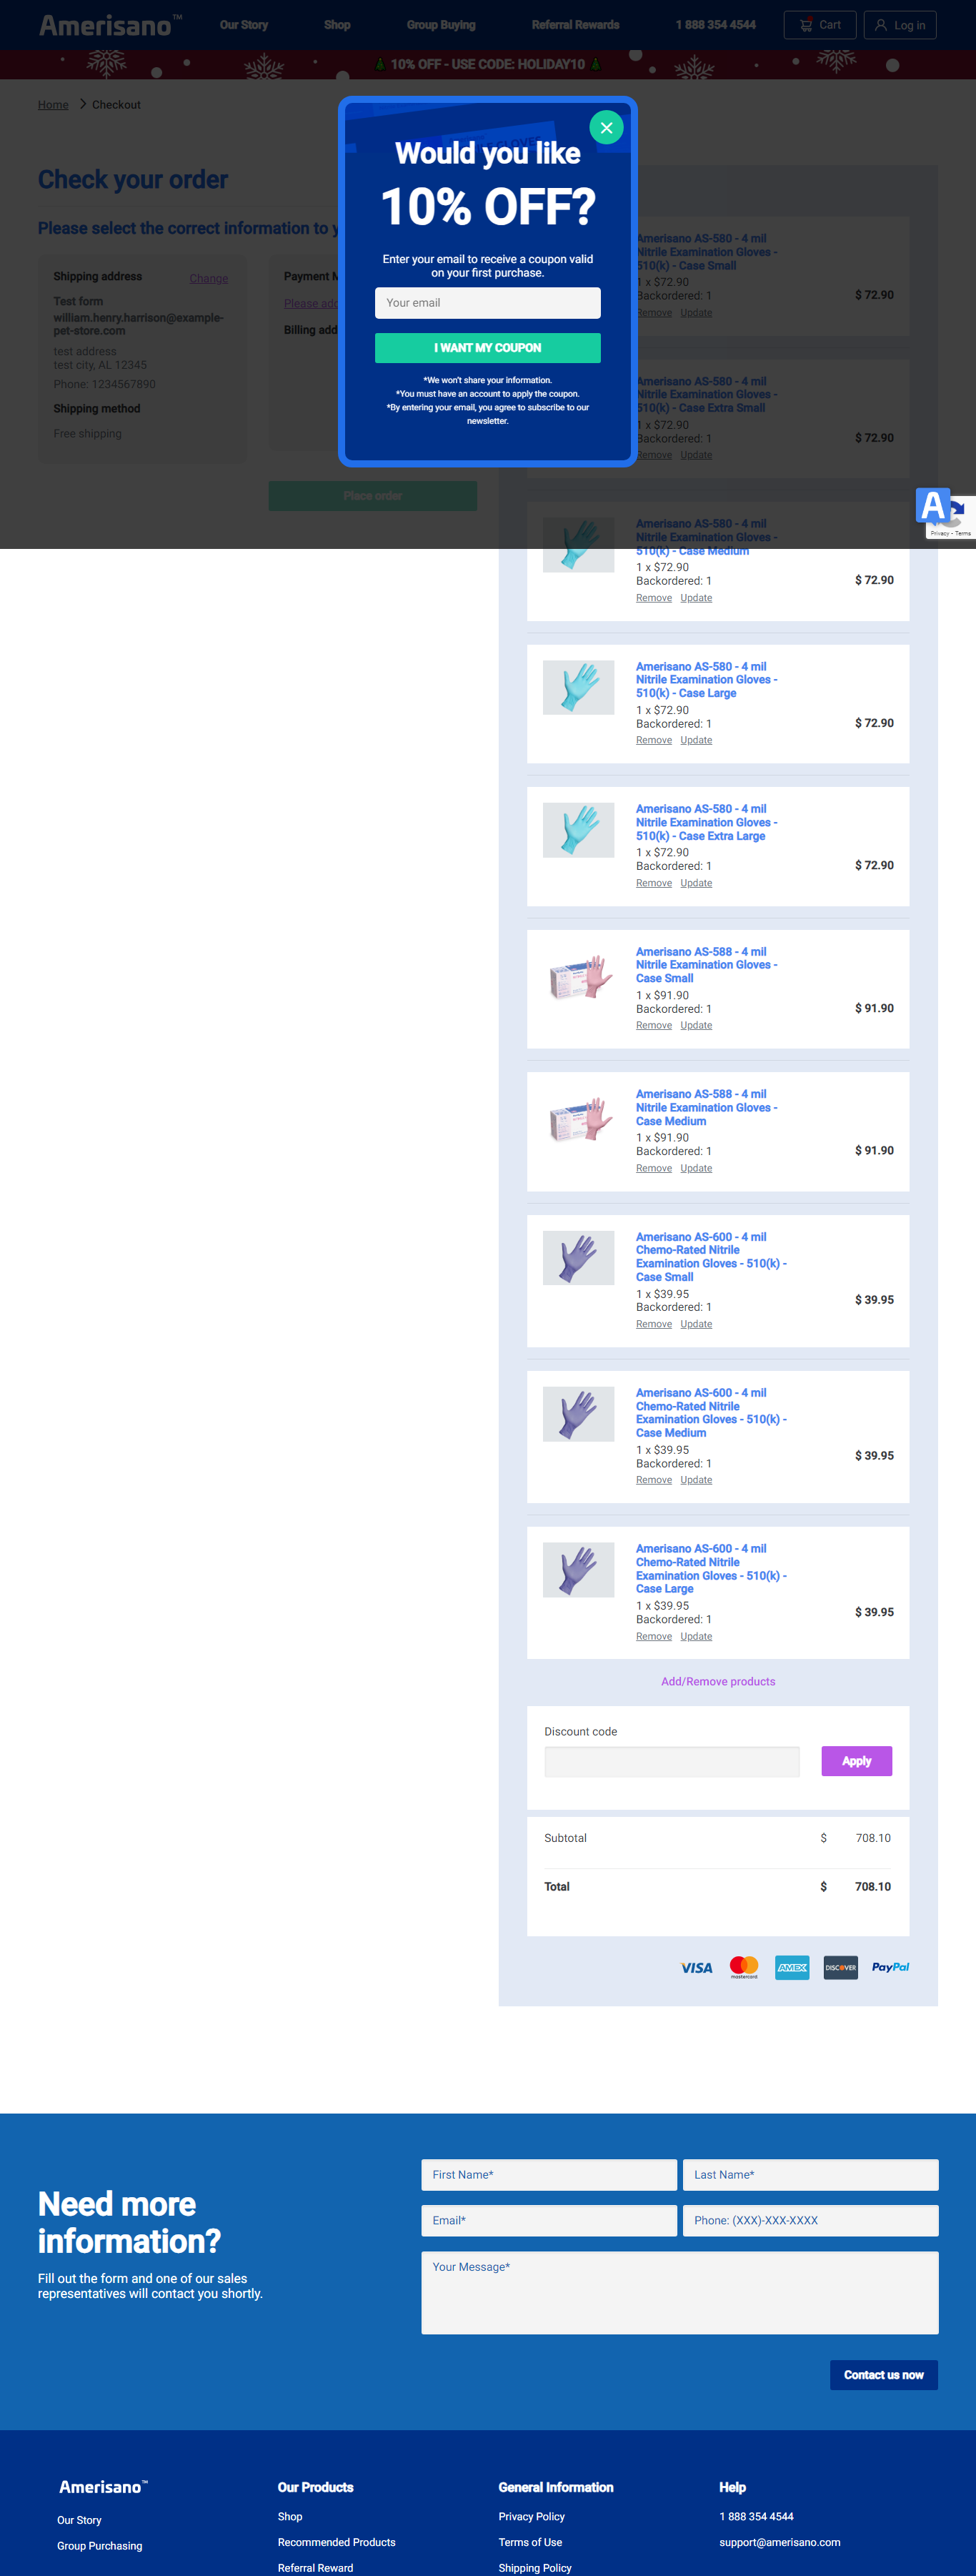 Amerisano™
Our Story
Shop
Group Buying
Referral Rewards
1 888 354 4544
Cart
Log in
10% OFF - USE CODE: HOLIDAY10
Home
Checkout
Would you like
10% OFF?
Enter your email to receive a coupon valid
on your first purchase.
Your email
I WANT MY COUPON
*We won't share your information.
*You must have an account to apply the coupon.
*By entering your email, you agree to subscribe to our
newsletter.
Check your order
Please select the correct information to y
Shipping address
Change
Test form
william.henry.harrison@example-
pet-store.com
test address
test city, AL 12345
Phone: 1234567890
Shipping method
Free shipping
Payment M
Please add
Billing add
Place order
Amerisano AS-580 - 4 mil
Nitrile Examination Gloves -
510(k) - Case Small
1 x $72.90
Backordered: 1
Remove Update
$ 72.90
Amerisano AS-580 - 4 mil
Nitrile Examination Gloves -
510(k) - Case Extra Small
1 x $72.90
Backordered: 1
Remove Update
$ 72.90
Amerisano AS-580 - 4 mil
Nitrile Examination Gloves -
510(k) - Case Medium
1 x $72.90
Backordered: 1
Remove Update
$ 72.90
Privacy - Terms
Amerisano AS-580 - 4 mil
Nitrile Examination Gloves -
510(k) - Case Large
1 x $72.90
Backordered: 1
Remove Update
$ 72.90
Amerisano AS-580 - 4 mil
Nitrile Examination Gloves -
510(k) - Case Extra Large
1 x $72.90
Backordered: 1
Remove Update
$ 72.90
Amerisano AS-588 - 4 mil
Nitrile Examination Gloves -
Case Small
1 x $91.90
Backordered: 1
Remove Update
$ 91.90
Amerisano AS-588 - 4 mil
Nitrile Examination Gloves -
Case Medium
1 x $91.90
Backordered: 1
Remove Update
$ 91.90
Amerisano AS-600 - 4 mil
Chemo-Rated Nitrile
Examination Gloves - 510(k) -
Case Small
1 x $39.95
Backordered: 1
Remove Update
$ 39.95
Amerisano AS-600 - 4 mil
Chemo-Rated Nitrile
Examination Gloves - 510(k) -
Case Medium
1 x $39.95
Backordered: 1
Remove Update
$ 39.95
Amerisano AS-600 - 4 mil
Chemo-Rated Nitrile
Examination Gloves - 510(k) -
Case Large
1 x $39.95
Backordered: 1
Remove Update
$ 39.95
Add/Remove products
Discount code
Apply
Subtotal $ 708.10
Total $ 708.10
VISA mastercard AMEX DISCOVER PayPal
Need more
information?
Fill out the form and one of our sales
representatives will contact you shortly.
First Name*
Last Name*
Email*
Phone: (XXX)-XXX-XXXX
Your Message*
Contact us now
Amerisano™
Our Story
Group Purchasing
Our Products
Shop
Recommended Products
Referral Reward
General Information
Privacy Policy
Terms of Use
Shipping Policy
Help
1 888 354 4544
support@amerisano.com